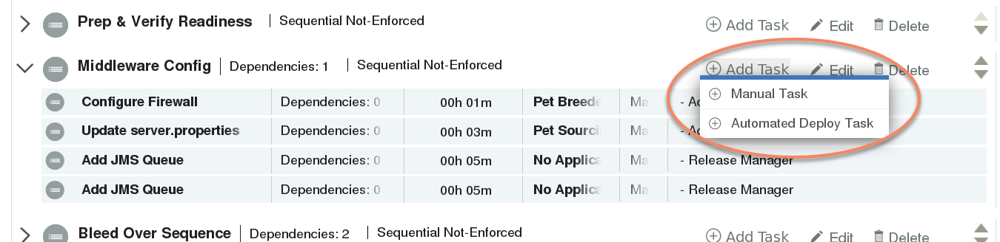 Prep & Verify Readiness | Sequential Not-Enforced Add Task Edit Delete
Middleware Config | Dependencies: 1 | Sequential Not-Enforced Add Task Edit Delete
Manual Task
Automated Deploy Task
Configure Firewall Dependencies: 0 00h 01m Pet Breede Ma - Ad
Update server.properties Dependencies: 0 00h 03m Pet Sourci Ma - Ad
Add JMS Queue Dependencies: 0 00h 05m No Applica Ma - Release Manager
Add JMS Queue Dependencies: 0 00h 05m No Applica Ma - Release Manager
Bleed Over Sequence | Dependencies: 2 | Sequential Not-Enforced Add Task Edit Delete